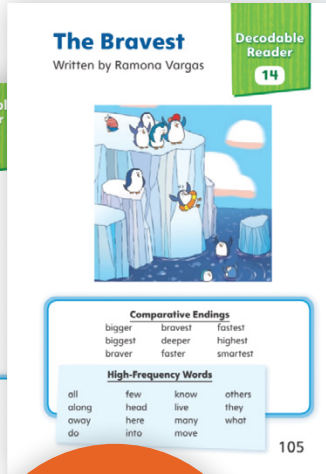 The Bravest
Written by Ramona Vargas
Decodable
Reader
14
Comparative Endings
bigger bravest fastest
biggest deeper highest
braver faster smartest
High-Frequency Words
all few know others
along head live they
away here many what
do into move
105